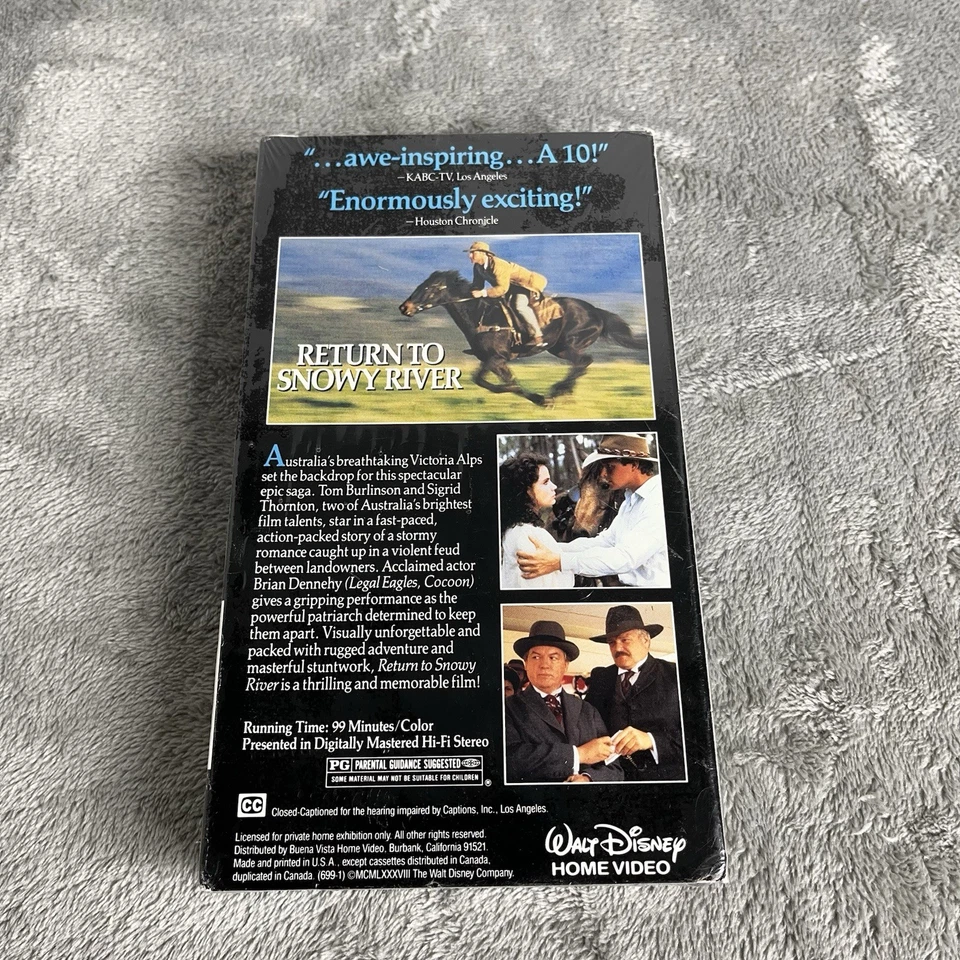 “...awe-inspiring...A 10!”
—KABC-TV, Los Angeles
“Enormously exciting!”
—Houston Chronicle
RETURN TO
SNOWY RIVER
Australia's breathtaking Victoria Alps
set the backdrop for this spectacular
epic saga. Tom Burlinson and Sigrid
Thornton, two of Australia's brightest
film talents, star in a fast-paced,
action-packed story of a stormy
romance caught up in a violent feud
between landowners. Acclaimed actor
Brian Dennehy (Legal Eagles, Cocoon)
gives a gripping performance as the
powerful patriarch determined to keep
them apart. Visually unforgettable and
packed with rugged adventure and
masterful stuntwork, Return to Snowy
River is a thrilling and memorable film!
Running Time: 99 Minutes/Color
Presented in Digitally Mastered Hi-Fi Stereo
PG PARENTAL GUIDANCE SUGGESTED
SOME MATERIAL MAY NOT BE SUITABLE FOR CHILDREN ®
CC Closed-Captioned for the hearing impaired by Captions, Inc., Los Angeles.
Licensed for private home exhibition only. All other rights reserved.
Distributed by Buena Vista Home Video, Burbank, California 91521.
Made and printed in U.S.A., except cassettes distributed in Canada,
duplicated in Canada. (699-1) ©MCMLXXXVIII The Walt Disney Company.
WALT DISNEY
HOME VIDEO